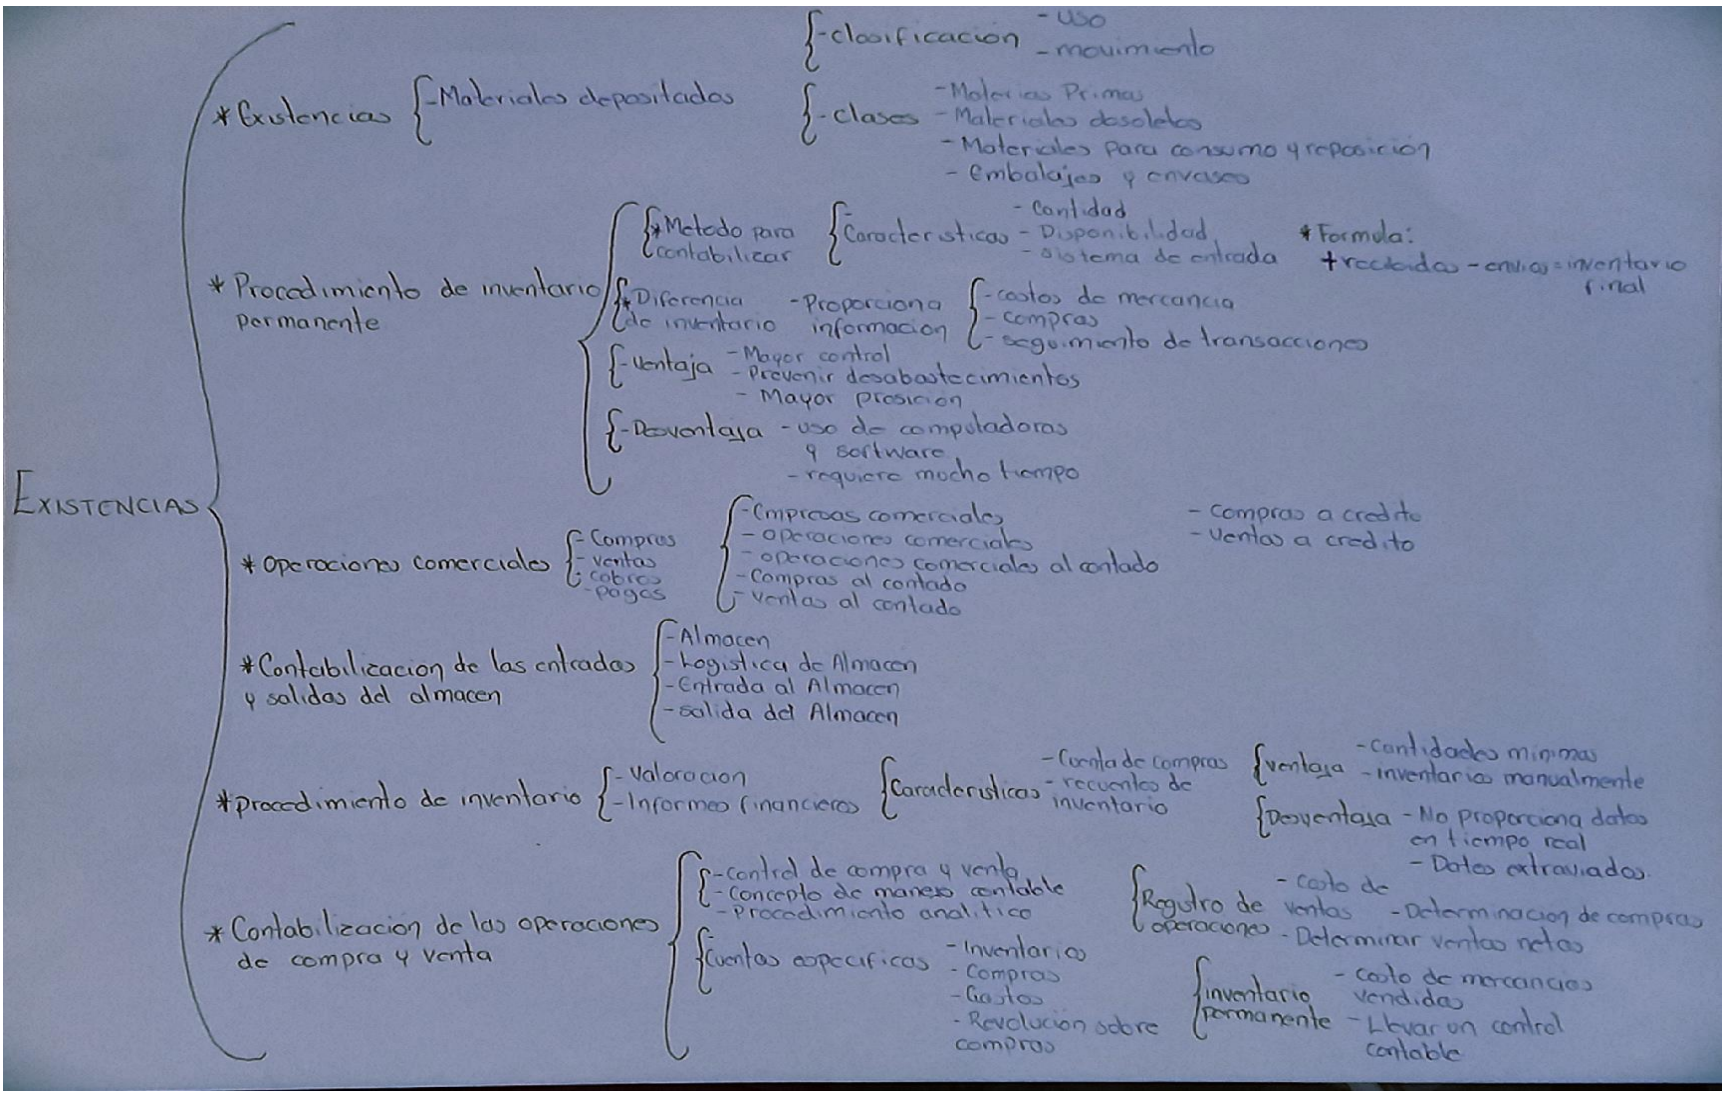 EXISTENCIAS
* Existencias
- Materiales depositados
- clasificacion
- uso
- movimiento
- clases
- Materias Primas
- Materiales obsoletos
- Materiales para consumo y reposicion
- Embalajes y envases
* Procedimiento de inventario
permanente
* Metodo para
contabilizar
Caracteristicas
- Cantidad
- Disponibilidad
- sistema de entrada
* Formula:
+ recibidas - envios = inventario
final
* Diferencia
de inventario
- Proporciona
informacion
- costos de mercancia
- compras
- seguimiento de transacciones
- ventaja
- Mayor control
- Prevenir desabastecimientos
- Mayor presicion
- Desventaja
- uso de computadoras
y software
- requiere mucho tiempo
* Operaciones comerciales
- Compras
- ventas
- cobros
- pagos
- Empresas comerciales
- operaciones comerciales
- operaciones comerciales al contado
- Compras al contado
- ventas al contado
- compras a credito
- ventas a credito
* Contabilizacion de las entradas
y salidas del almacen
- Almacen
- Logistica de Almacen
- Entrada al Almacen
- salida del Almacen
* procedimiento de inventario
- Valoracion
- Informes financieros
Caracteristicas
- Cuenta de compras
- recuentos de
inventario
ventaja
- Cantidades minimas
- inventarios manualmente
Desventaja
- No proporciona datos
en tiempo real
- Datos extraviados.
* Contabilizacion de las operaciones
de compra y venta
- control de compra y venta
- Concepto de manejo contable
- Procedimiento analitico
Cuentas especificas
- Inventarios
- Compras
- Gastos
- Revolucion sobre
compras
Registro de
operaciones
- costo de
ventas
- Determinacion de compras
- Determinar ventas netas
inventario
permanente
- costo de mercancias
vendidas
- Llevar un control
contable